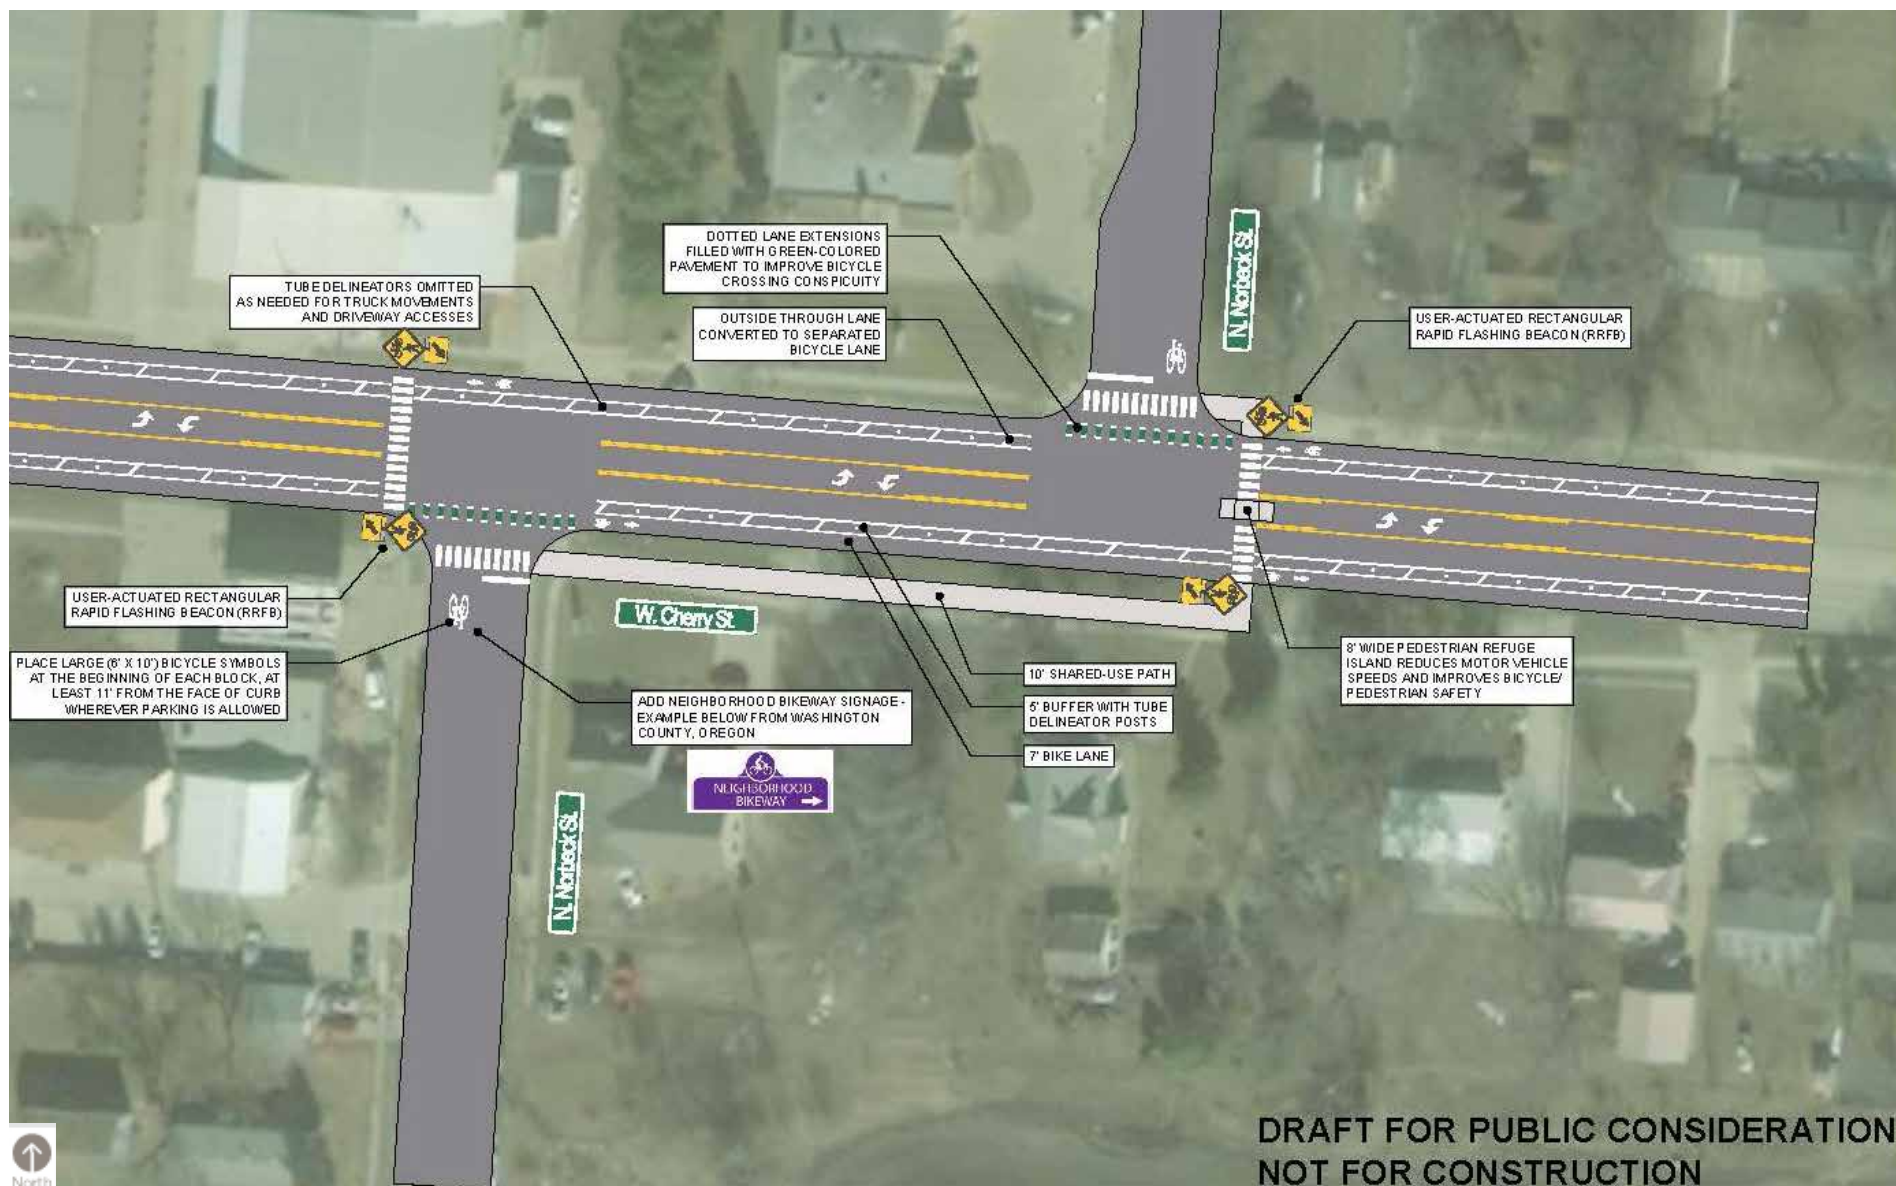 DOTTED LANE EXTENSIONS
FILLED WITH GREEN-COLORED
PAVEMENT TO IMPROVE BICYCLE
CROSSING CONSPICUITY
N. Norbeck St.
TUBE DELINEATORS OMITTED
AS NEEDED FOR TRUCK MOVEMENTS
AND DRIVEWAY ACCESSES
OUTSIDE THROUGH LANE
CONVERTED TO SEPARATED
BICYCLE LANE
USER-ACTUATED RECTANGULAR
RAPID FLASHING BEACON (RRFB)
USER-ACTUATED RECTANGULAR
RAPID FLASHING BEACON (RRFB)
W. Cherry St.
PLACE LARGE (6' X 10') BICYCLE SYMBOLS
AT THE BEGINNING OF EACH BLOCK, AT
LEAST 11' FROM THE FACE OF CURB
WHEREVER PARKING IS ALLOWED
8' WIDE PEDESTRIAN REFUGE
ISLAND REDUCES MOTOR VEHICLE
SPEEDS AND IMPROVES BICYCLE/
PEDESTRIAN SAFETY
10' SHARED-USE PATH
5' BUFFER WITH TUBE
DELINEATOR POSTS
7' BIKE LANE
ADD NEIGHBORHOOD BIKEWAY SIGNAGE -
EXAMPLE BELOW FROM WASHINGTON
COUNTY, OREGON
NEIGHBORHOOD
BIKEWAY
N. Norbeck St.
DRAFT FOR PUBLIC CONSIDERATION
NOT FOR CONSTRUCTION
North